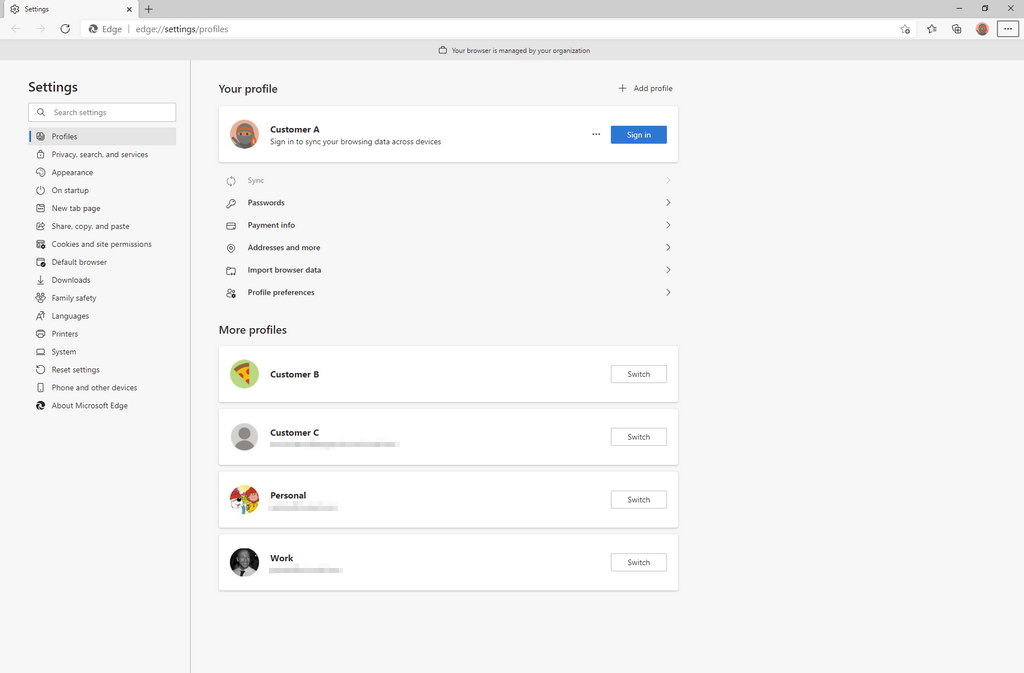 Settings
Edge
edge://settings/profiles
Your browser is managed by your organization
Settings
Search settings
Profiles
Privacy, search, and services
Appearance
On startup
New tab page
Share, copy, and paste
Cookies and site permissions
Default browser
Downloads
Family safety
Languages
Printers
System
Reset settings
Phone and other devices
About Microsoft Edge
Your profile
Add profile
Customer A
Sign in to sync your browsing data across devices
Sign in
Sync
Passwords
Payment info
Addresses and more
Import browser data
Profile preferences
More profiles
Customer B
Switch
Customer C
Switch
Personal
Switch
Work
Switch